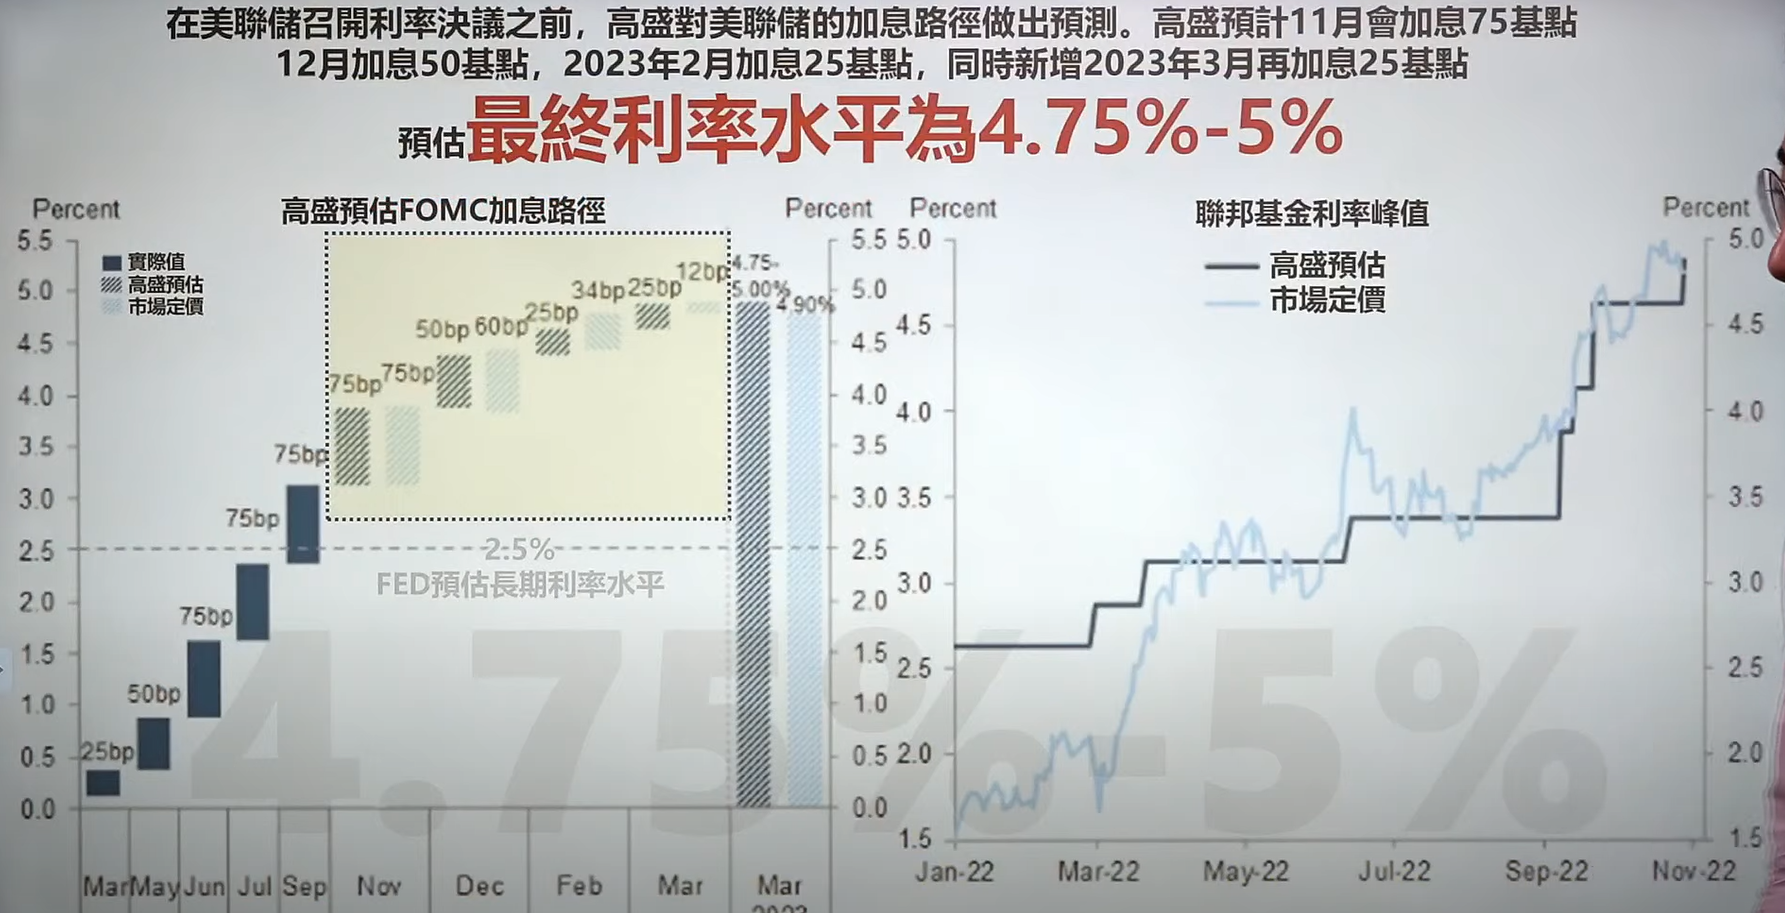 在美聯儲召開利率決議之前，高盛對美聯儲的加息路徑做出預測。高盛預計11月會加息75基點
12月加息50基點，2023年2月加息25基點，同時新增2023年3月再加息25基點
預估最終利率水平為4.75%-5%
Percent
高盛預估FOMC加息路徑
Percent
5.5
5.0
4.5
4.0
3.5
3.0
2.5
2.0
1.5
1.0
0.5
0.0
實際值
高盛預估
市場定價
25bp
50bp
75bp
75bp
75bp
75bp
75bp
50bp
60bp
25bp
34bp
25bp
12bp
4.75-
5.00%
4.90%
2.5%
FED預估長期利率水平
5.5
5.0
4.5
4.0
3.5
3.0
2.5
2.0
1.5
1.0
0.5
0.0
Mar
May
Jun
Jul
Sep
Nov
Dec
Feb
Mar
Mar
Percent
聯邦基金利率峰值
Percent
高盛預估
市場定價
5.0
4.5
4.0
3.5
3.0
2.5
2.0
1.5
5.0
4.5
4.0
3.5
3.0
2.5
2.0
1.5
Jan-22
Mar-22
May-22
Jul-22
Sep-22
Nov-22
4.75%-5%